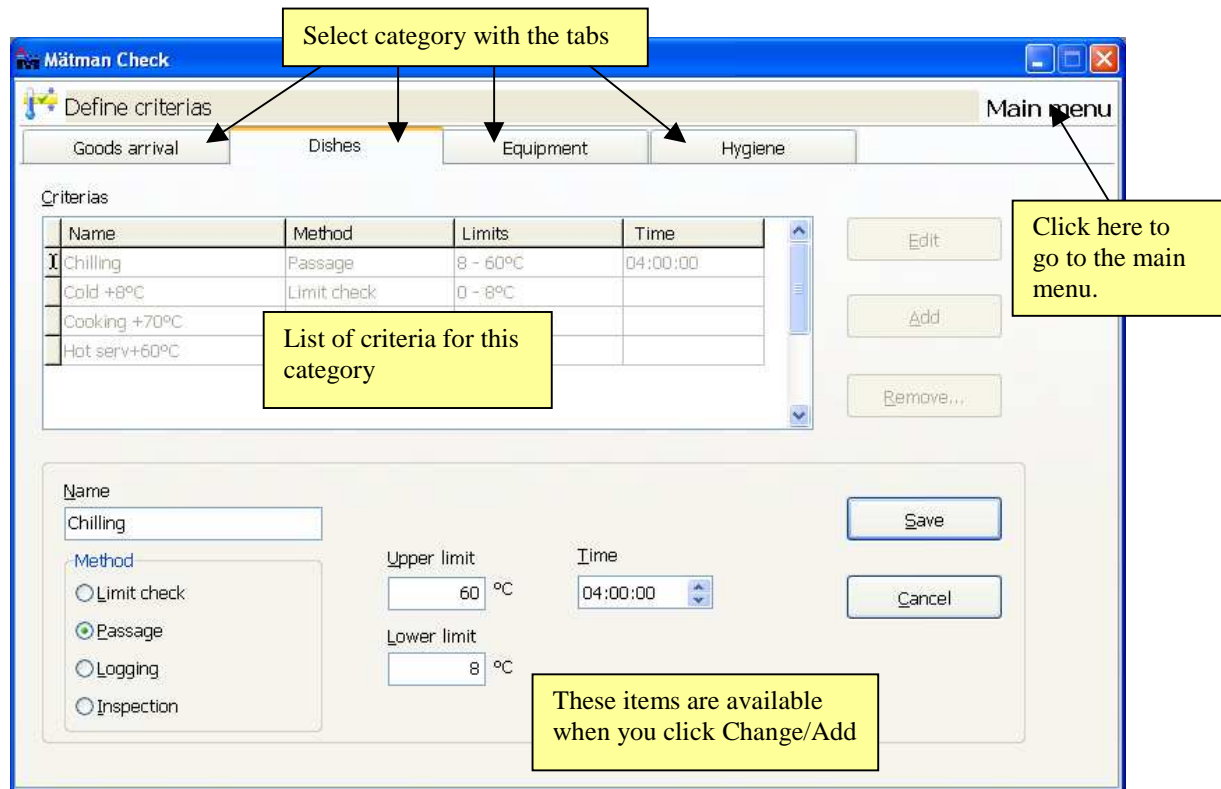 Select category with the tabs
Mätman Check
Define criterias
Main menu
Goods arrival Dishes Equipment Hygiene
Criterias
Name Method Limits Time
Chilling Passage 8 - 60ºC 04:00:00
Cold +8ºC Limit check 0 - 8ºC
Cooking +70ºC
Hot serv+60ºC
List of criteria for this
category
Edit
Add
Remove...
Click here to
go to the main
menu.
Name
Chilling
Method
Limit check
Passage
Logging
Inspection
Upper limit
60 ºC
Lower limit
8 ºC
Time
04:00:00
Save
Cancel
These items are available
when you click Change/Add